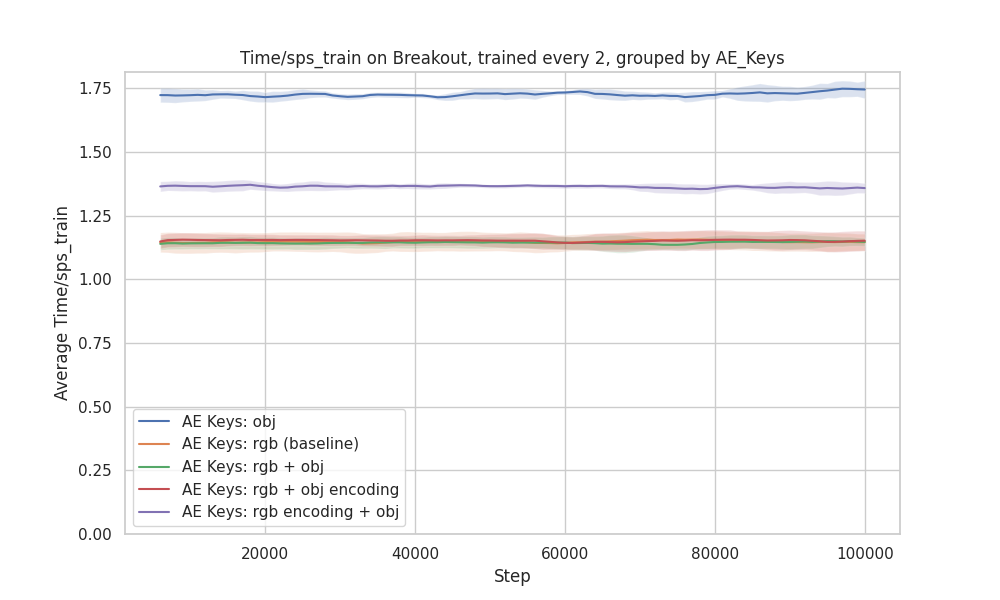 Time/sps_train on Breakout, trained every 2, grouped by AE_Keys
Average Time/sps_train
1.75
1.50
1.25
1.00
0.75
0.50
0.25
0.00
AE Keys: obj
AE Keys: rgb (baseline)
AE Keys: rgb + obj
AE Keys: rgb + obj encoding
AE Keys: rgb encoding + obj
20000 40000 60000 80000 100000
Step